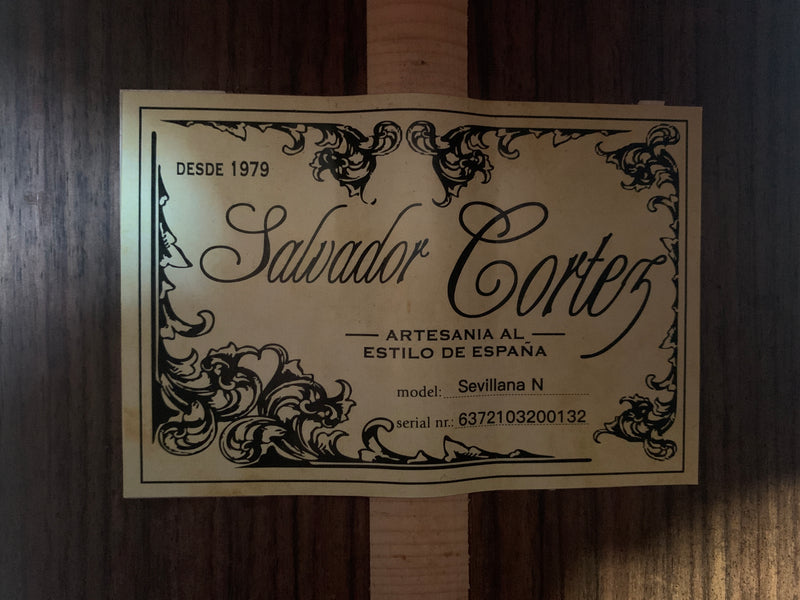 DESDE 1979
Salvador Cortez
ARTESANIA AL
ESTILO DE ESPAÑA
model: Sevillana N
serial nr.: 6372103200132